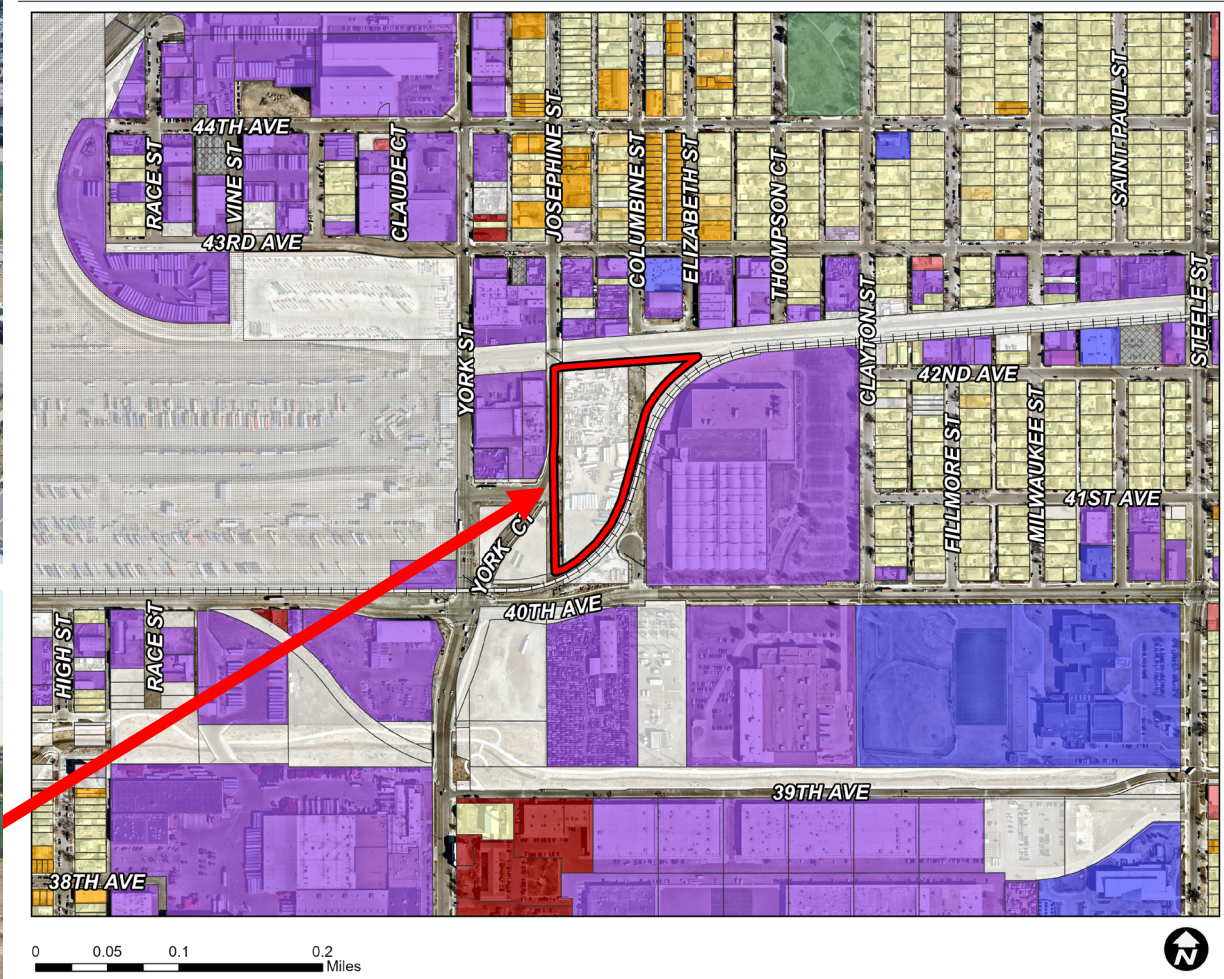 44TH AVE
RACE ST
VINE ST
CLAUDE CT
JOSEPHINE ST
COLUMBINE ST
ELIZABETH ST
THOMPSON CT
SAINT PAUL ST
43RD AVE
YORK ST
CLAYTON ST
STEELE ST
42ND AVE
FILLMORE ST
MILWAUKEE ST
41ST AVE
YORK CT
40TH AVE
HIGH ST
RACE ST
39TH AVE
38TH AVE
0 0.05 0.1 0.2
Miles
N